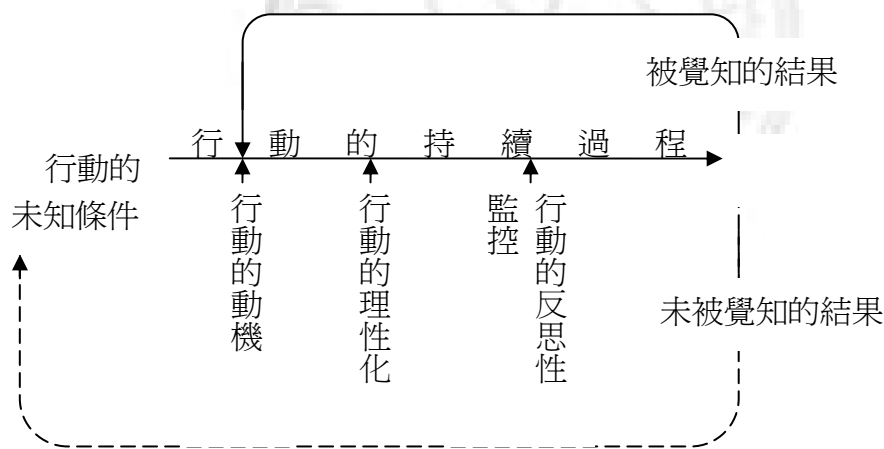 被覺知的結果
行動的持續過程
行動的
未知條件
行動的動機
行動的理性化
行動的反思性
監控
未被覺知的結果